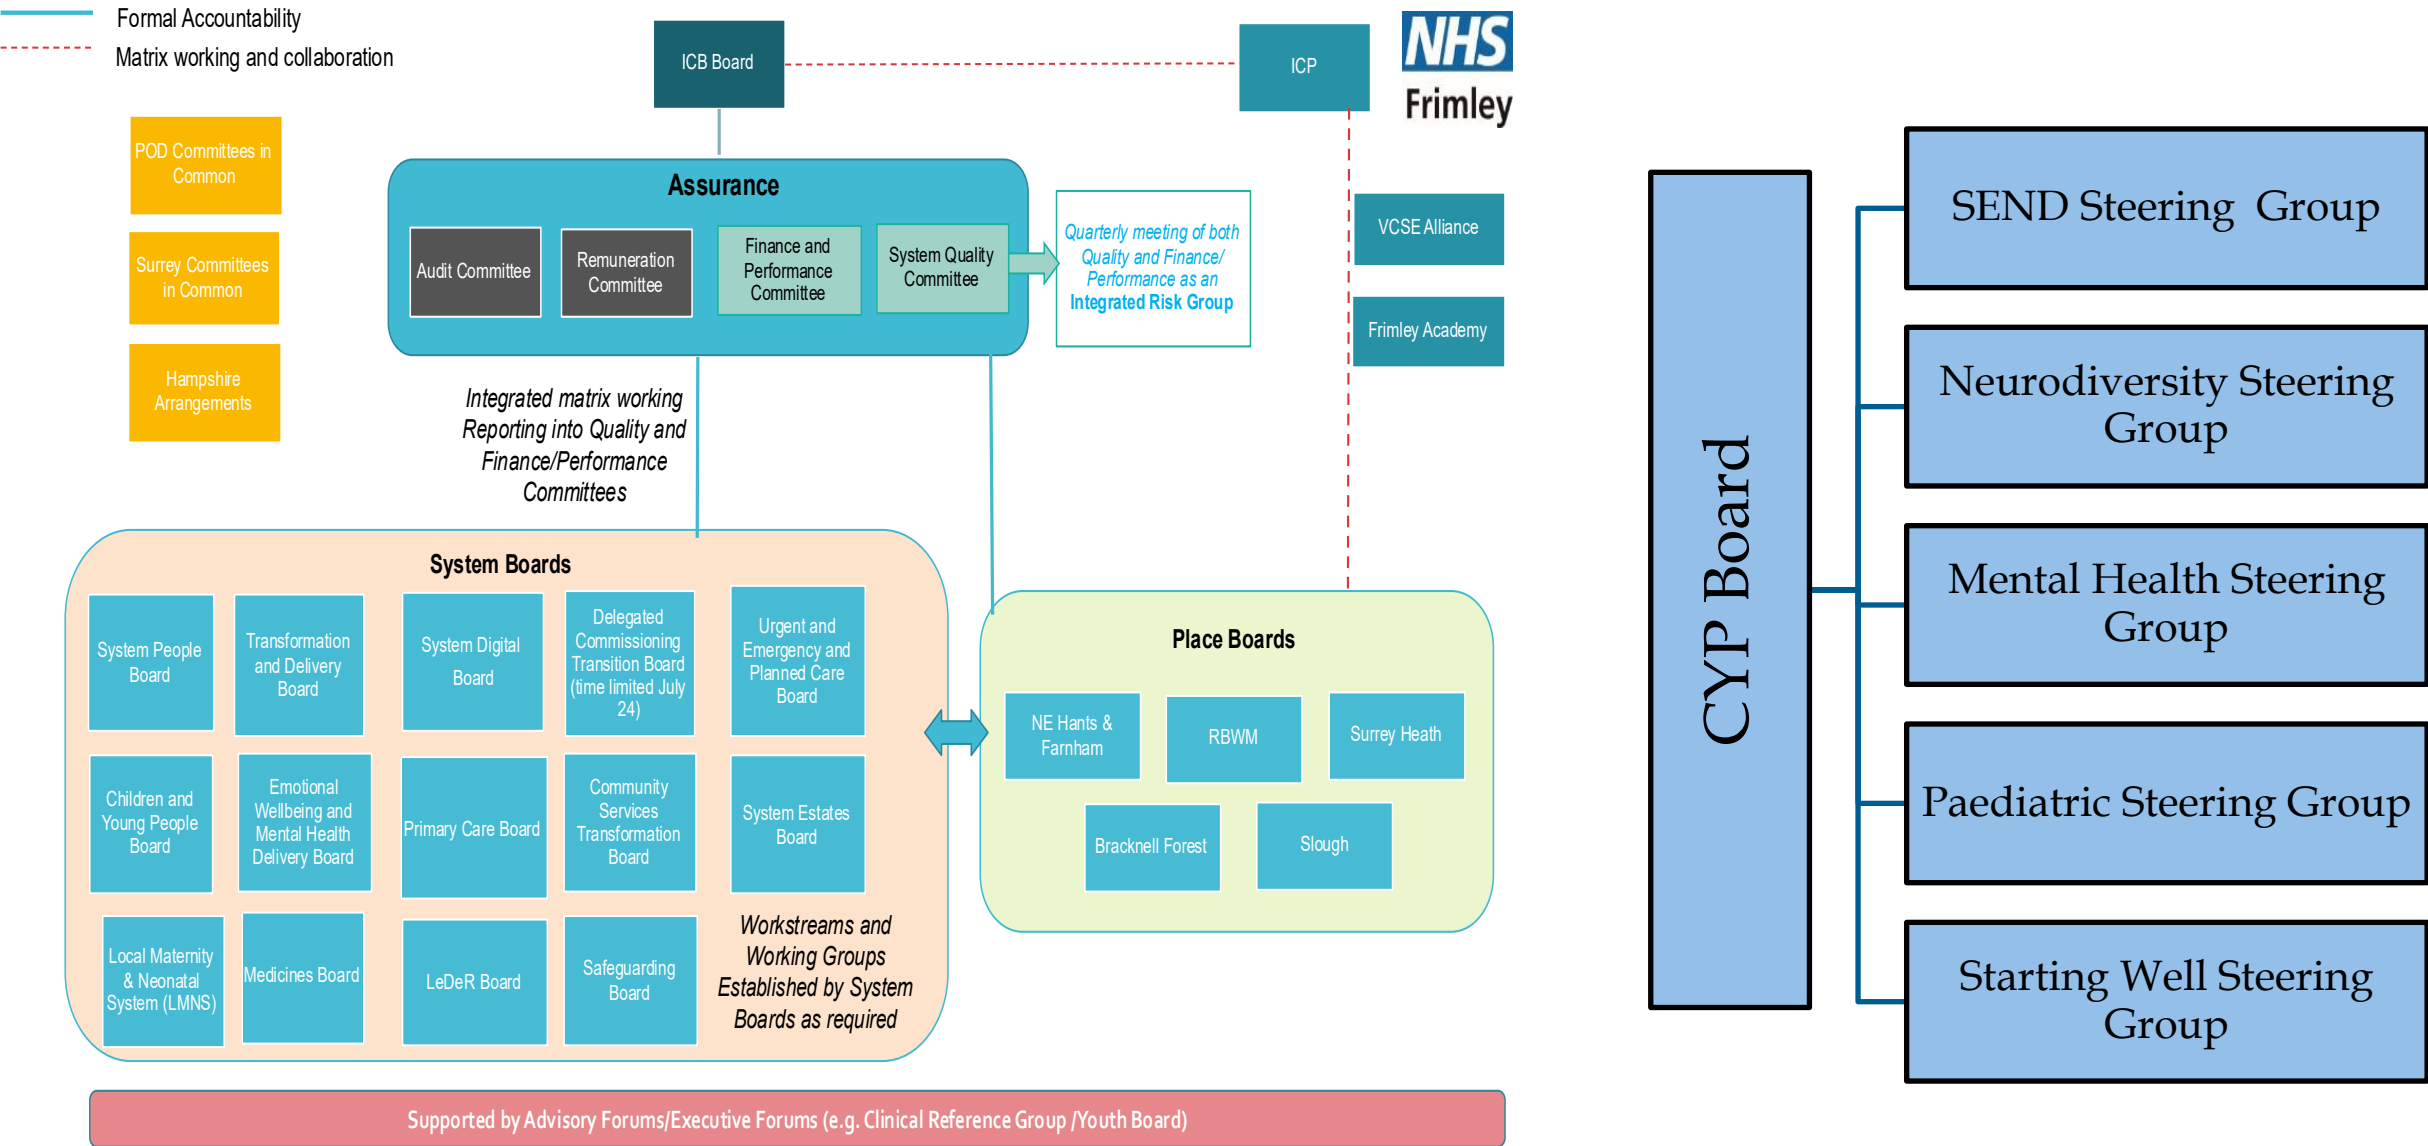 Formal Accountability
Matrix working and collaboration
ICB Board
ICP
NHS
Frimley
POD Committees in
Common
Surrey Committees
in Common
Hampshire
Arrangements
Assurance
Audit Committee
Remuneration
Committee
Finance and
Performance
Committee
System Quality
Committee
Quarterly meeting of both
Quality and Finance/
Performance as an
Integrated Risk Group
VCSE Alliance
Frimley Academy
Integrated matrix working
Reporting into Quality and
Finance/Performance
Committees
System Boards
System People
Board
Transformation
and Delivery
Board
System Digital
Board
Delegated
Commissioning
Transition Board
(time limited July
24)
Urgent and
Emergency and
Planned Care
Board
Children and
Young People
Board
Emotional
Wellbeing and
Mental Health
Delivery Board
Primary Care Board
Community
Services
Transformation
Board
System Estates
Board
Local Maternity
& Neonatal
System (LMNS)
Medicines Board
LeDeR Board
Safeguarding
Board
Workstreams and
Working Groups
Established by System
Boards as required
Place Boards
NE Hants &
Farnham
RBWM
Surrey Heath
Bracknell Forest
Slough
Supported by Advisory Forums/Executive Forums (e.g. Clinical Reference Group /Youth Board)
CYP Board
SEND Steering Group
Neurodiversity Steering
Group
Mental Health Steering
Group
Paediatric Steering Group
Starting Well Steering
Group